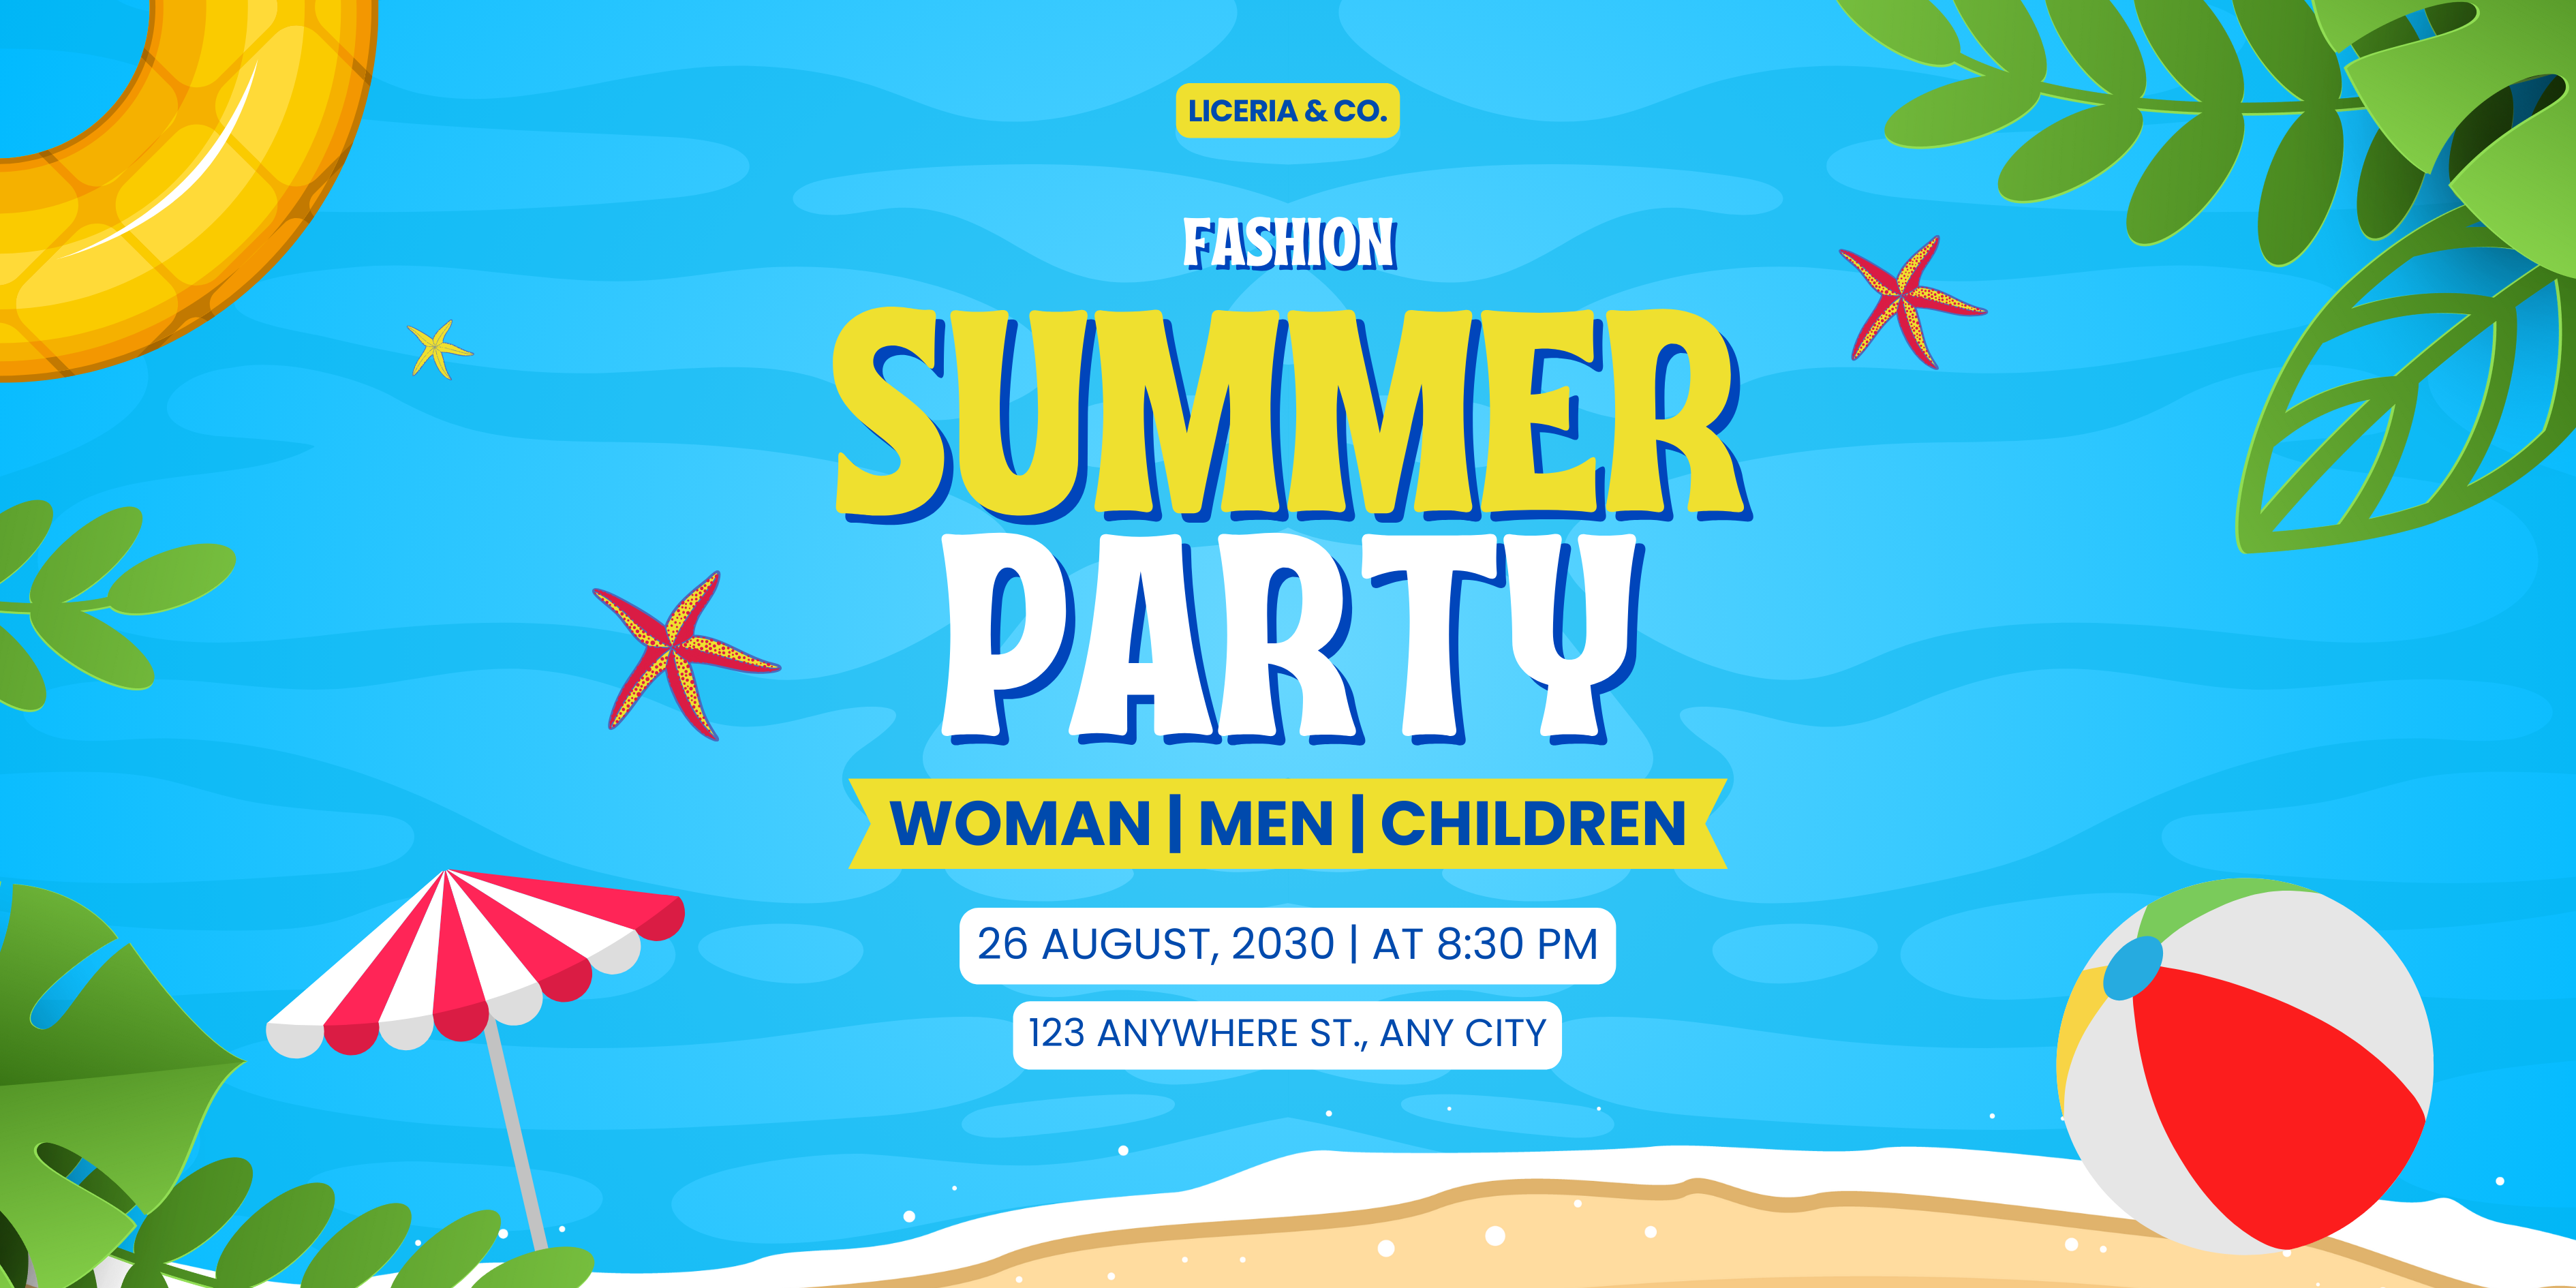 LICERIA & CO.
FASHION
SUMMER
PARTY
WOMAN | MEN | CHILDREN
26 AUGUST, 2030 | AT 8:30 PM
123 ANYWHERE ST., ANY CITY